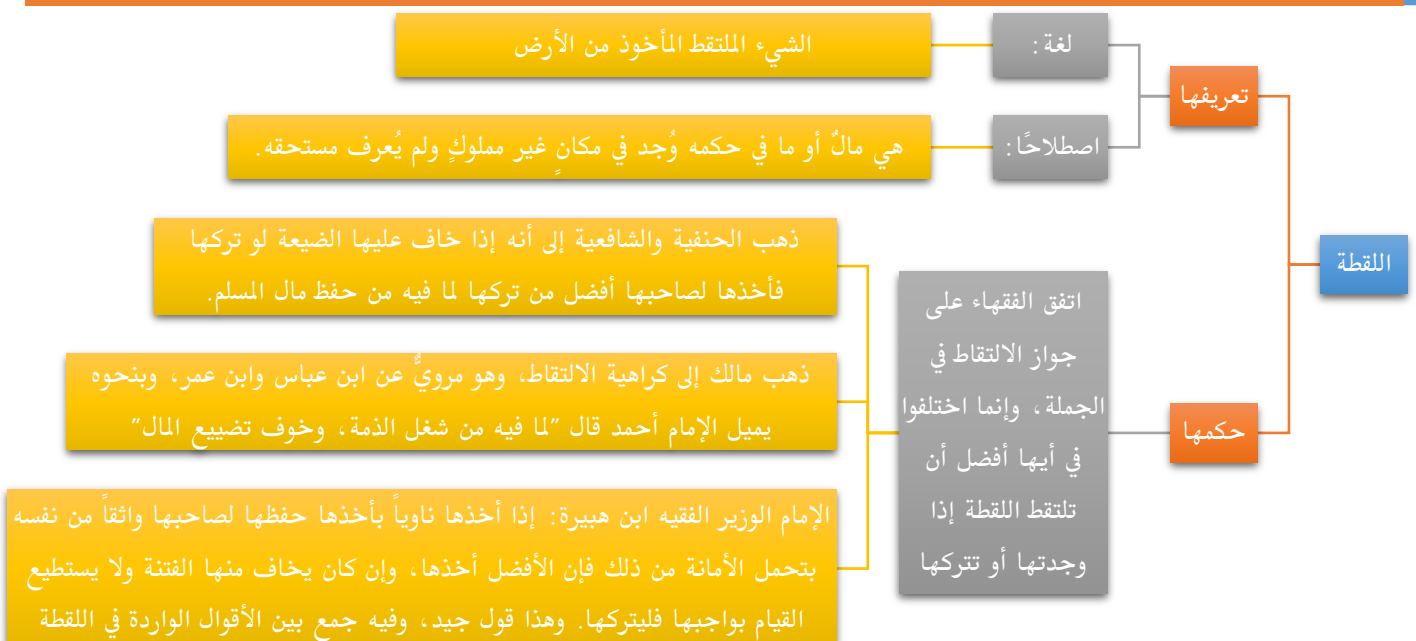 اللقطة
تعريفها
لغة :
الشيء الملتقط المأخوذ من الأرض
اصطلاحًا :
هي مالٌ أو ما في حكمه وُجد في مكانٍ غير مملوكٍ ولم يُعرف مستحقه.
حكمها
اتفق الفقهاء على
جواز الالتقاط في
الجملة، وإنما اختلفوا
في أيها أفضل أن
تلتقط اللقطة إذا
وجدتها أو تتركها
ذهب الحنفية والشافعية إلى أنه إذا خاف عليها الضيعة لو تركها
فأخذها لصاحبها أفضل من تركها لما فيه من حفظ مال المسلم.
ذهب مالك إلى كراهية الالتقاط، وهو مرويٌّ عن ابن عباس وابن عمر، وبنحوه
يميل الإمام أحمد قال "لما فيه من شغل الذمة، وخوف تضييع المال"
الإمام الوزير الفقيه ابن هبيرة: إذا أخذها ناوياً بأخذها حفظها لصاحبها واثقاً من نفسه
بتحمل الأمانة من ذلك فإن الأفضل أخذها، وإن كان يخاف منها الفتنة ولا يستطيع
القيام بواجبها فليتركها. وهذا قول جيد، وفيه جمع بين الأقوال الواردة في اللقطة